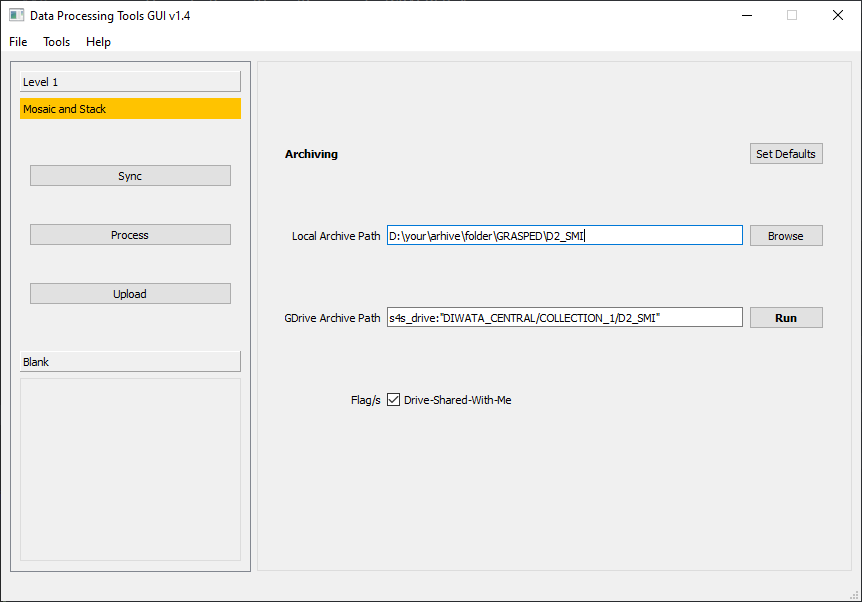 Data Processing Tools GUI v1.4
File Tools Help
Level 1
Mosaic and Stack
Sync
Process
Upload
Blank
Archiving
Set Defaults
Local Archive Path D:\your\arhive\folder\GRASPED\D2_SMI Browse
GDrive Archive Path s4s_drive:"DIWATA_CENTRAL/COLLECTION_1/D2_SMI" Run
Flag/s Drive-Shared-With-Me